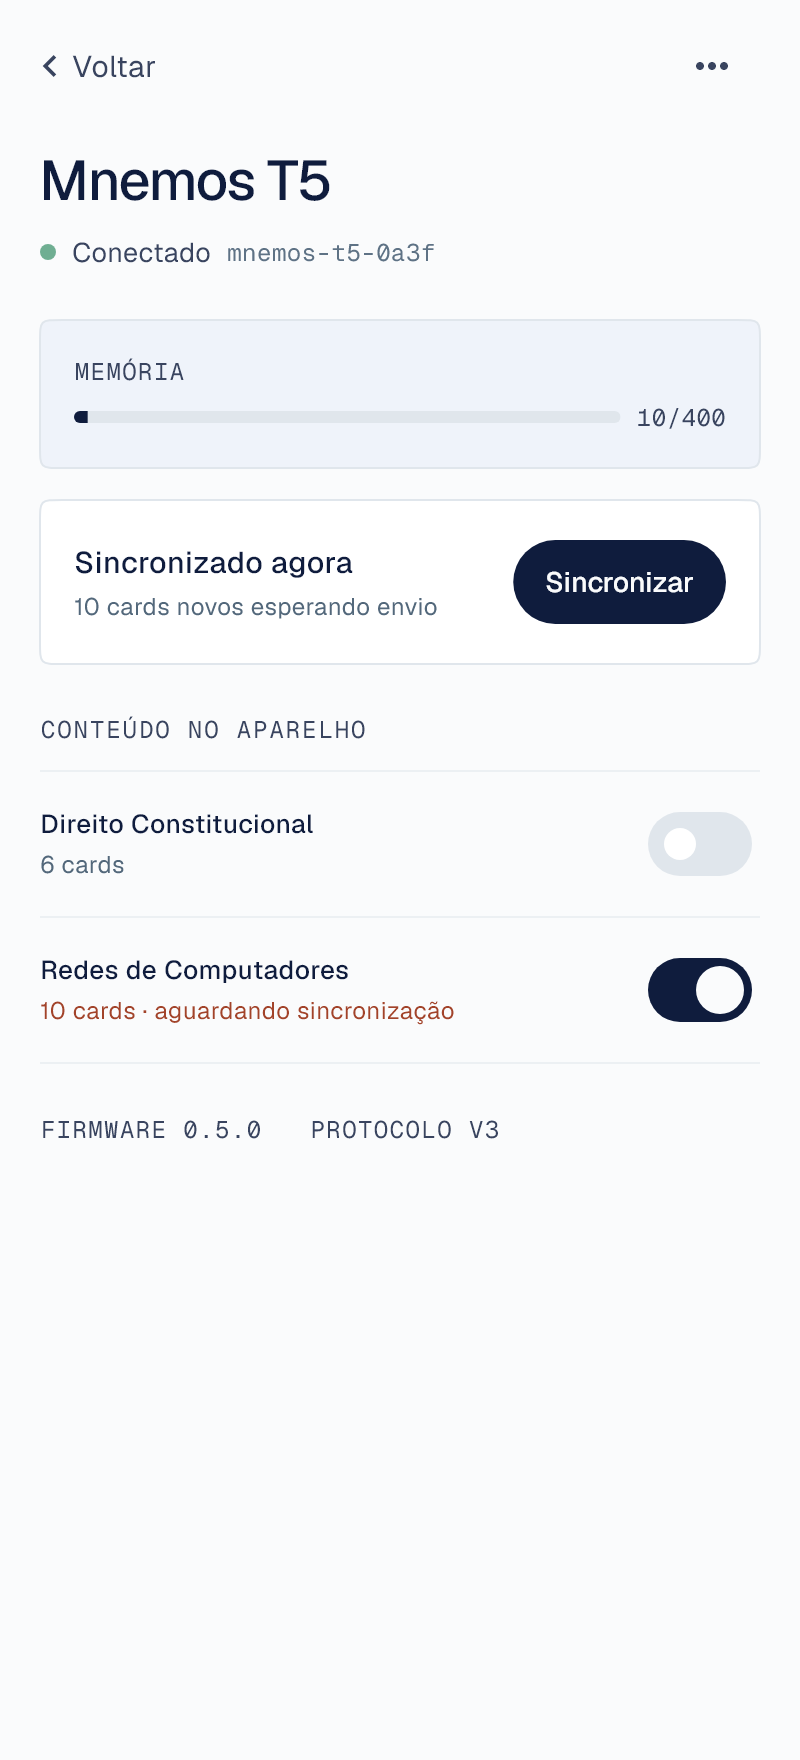 Voltar
Mnemos T5
Conectado mnemos-t5-0a3f
MEMÓRIA
10/400
Sincronizado agora
10 cards novos esperando envio
Sincronizar
CONTEÚDO NO APARELHO
Direito Constitucional
6 cards
Redes de Computadores
10 cards · aguardando sincronização
FIRMWARE 0.5.0 PROTOCOLO V3